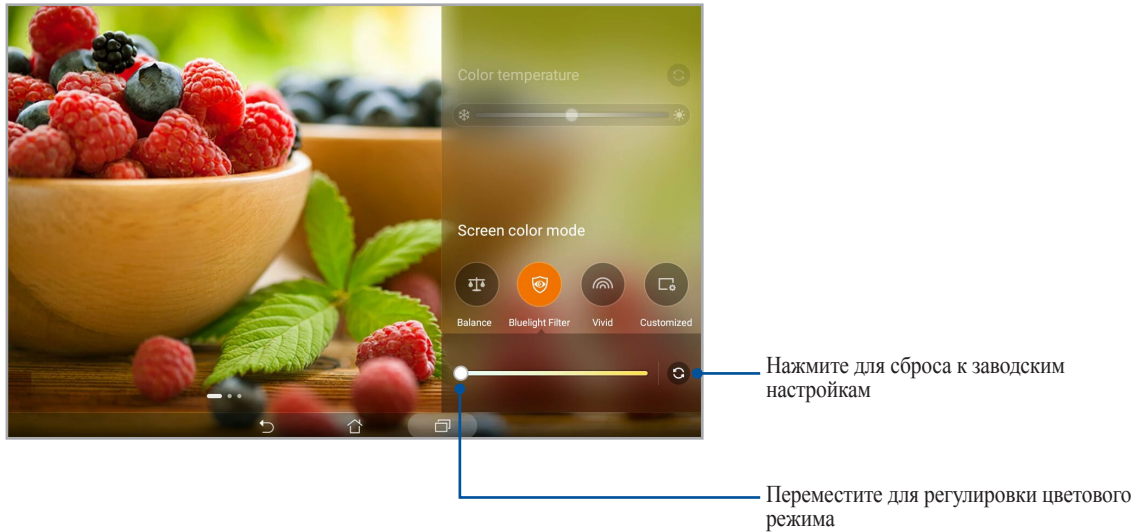 Color temperature
Screen color mode
Balance Bluelight Filter Vivid Customized
Нажмите для сброса к заводским
настройкам
Переместите для регулировки цветового
режима